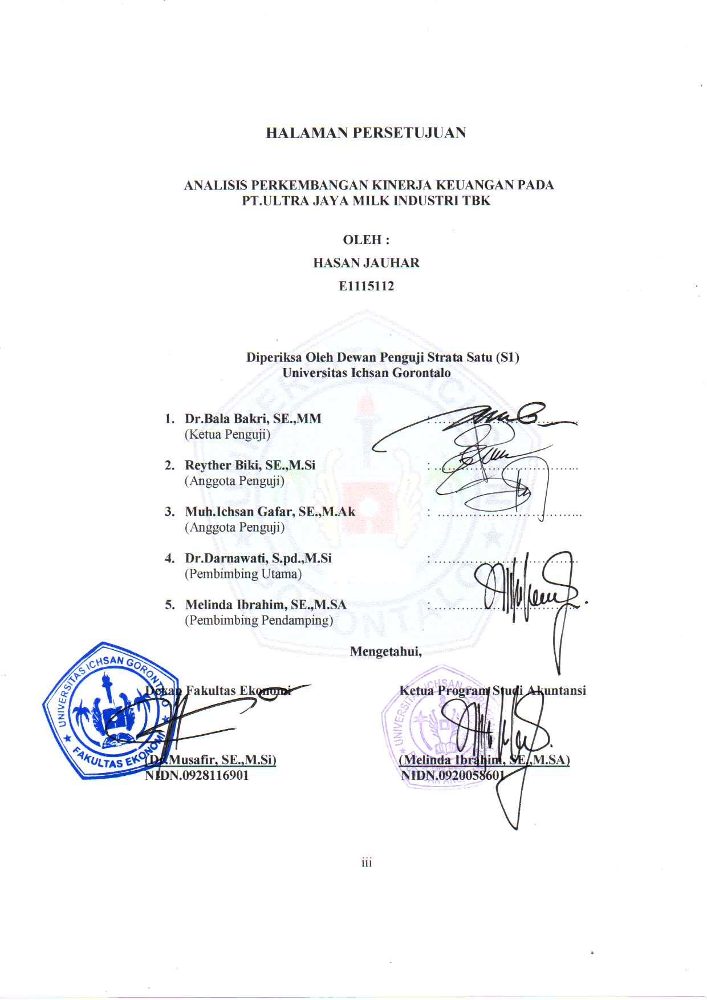 HALAMAN PERSETUJUAN
ANALISIS PERKEMBANGAN KINERJA KEUANGAN PADA
PT.ULTRA JAYA MILK INDUSTRI TBK
OLEH :
HASAN JAUHAR
E1115112
Diperiksa Oleh Dewan Penguji Strata Satu (S1)
Universitas Ichsan Gorontalo
1. Dr.Bala Bakri, SE.,MM : ................................
(Ketua Penguji)
2. Reyther Biki, SE.,M.Si : ................................
(Anggota Penguji)
3. Muh.Ichsan Gafar, SE.,M.Ak : ................................
(Anggota Penguji)
4. Dr.Darnawati, S.pd.,M.Si : ................................
(Pembimbing Utama)
5. Melinda Ibrahim, SE.,M.SA : ................................
(Pembimbing Pendamping)
Mengetahui,
Dekan Fakultas Ekonomi Ketua Program Studi Akuntansi
UNIVERSITAS ICHSAN GORONTALO
FAKULTAS EKONOMI
(Dr.Musafir, SE.,M.Si) (Melinda Ibrahim, SE.,M.SA)
NIDN.0928116901 NIDN.0920058601
iii